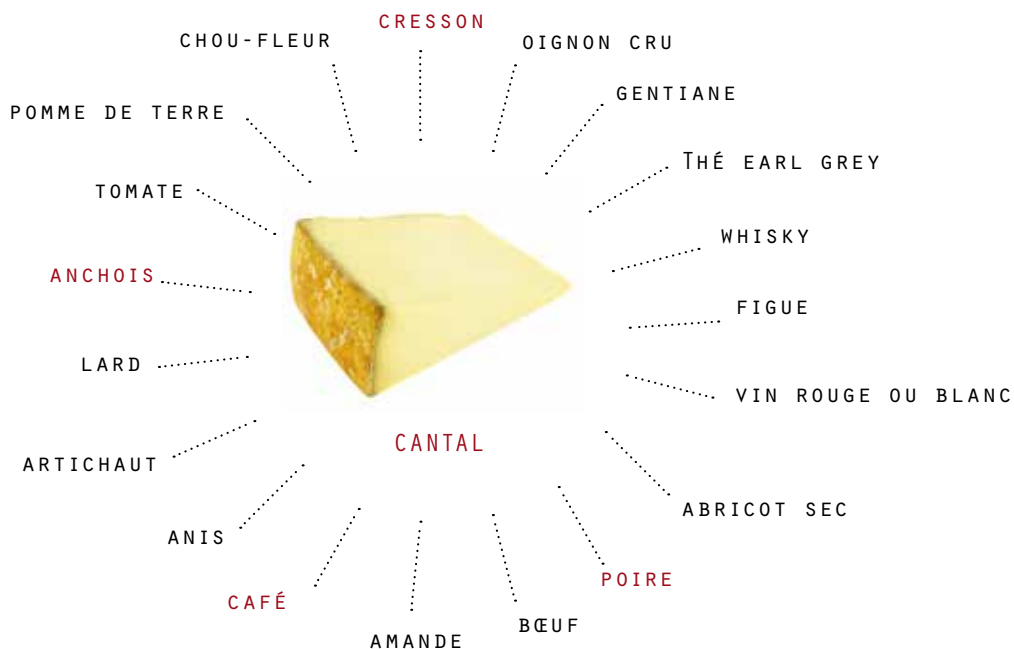 CRESSON
CHOU-FLEUR
OIGNON CRU
GENTIANE
POMME DE TERRE
THÉ EARL GREY
TOMATE
WHISKY
ANCHOIS
FIGUE
LARD
VIN ROUGE OU BLANC
CANTAL
ARTICHAUT
ABRICOT SEC
ANIS
POIRE
CAFÉ
BŒUF
AMANDE